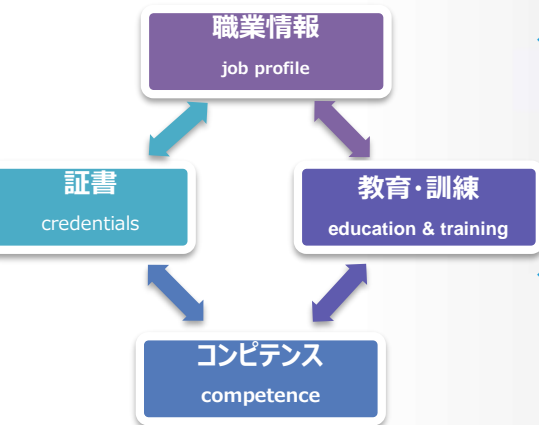 職業情報
job profile
証書
credentials
教育・訓練
education & training
コンピテンス
competence